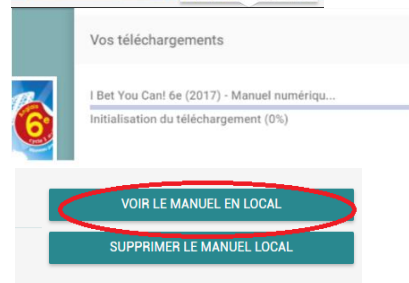 Vos téléchargements
I Bet You Can! 6e (2017) - Manuel numériqu...
Initialisation du téléchargement (0%)
6e
VOIR LE MANUEL EN LOCAL
SUPPRIMER LE MANUEL LOCAL